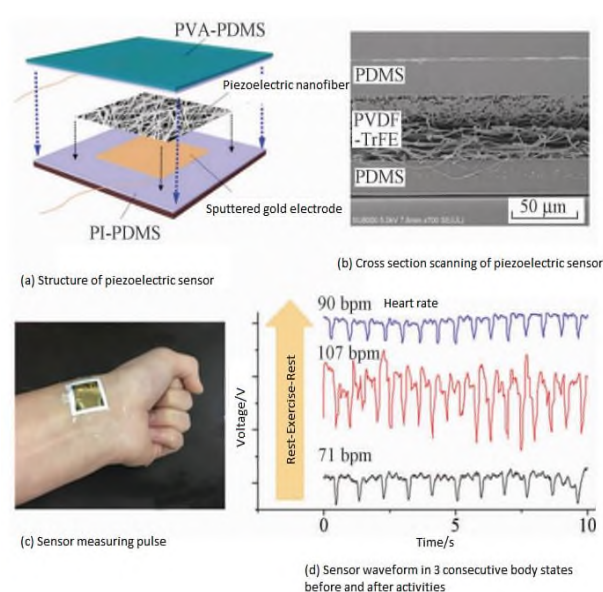 PVA-PDMS
Piezoelectric nanofiber
Sputtered gold electrode
PI-PDMS
(a) Structure of piezoelectric sensor
PDMS
PVDF
-TrFE
PDMS
50 μm
(b) Cross section scanning of piezoelectric sensor
(c) Sensor measuring pulse
90 bpm Heart rate
107 bpm
71 bpm
Rest-Exercise-Rest
Voltage/V
0 5 10
Time/s
(d) Sensor waveform in 3 consecutive body states
before and after activities